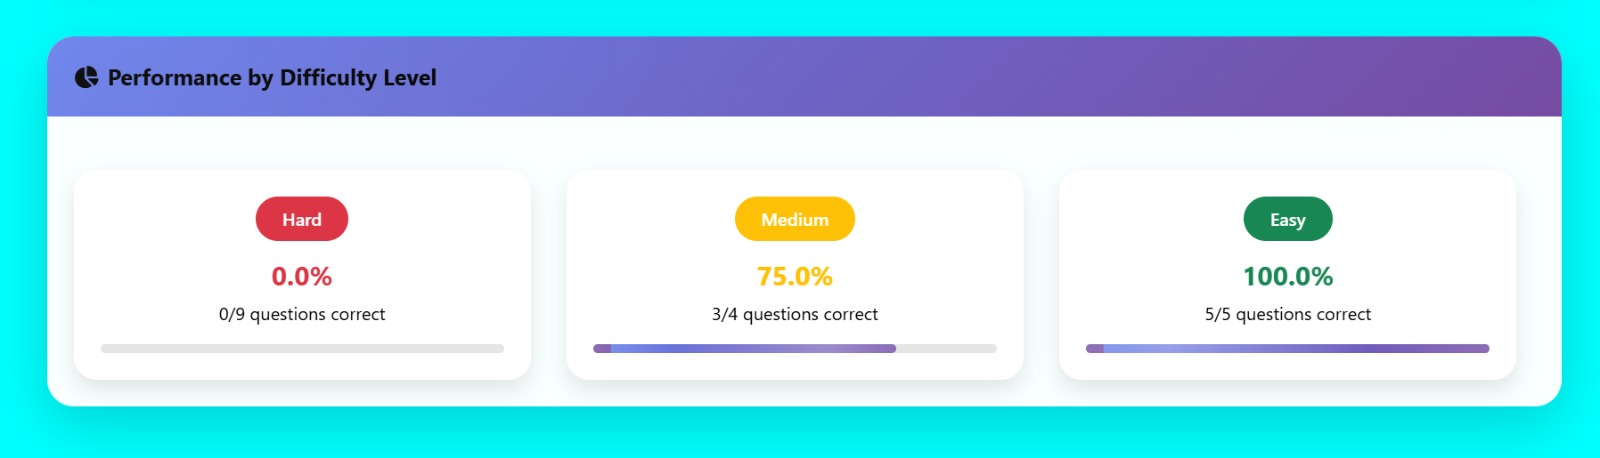 Performance by Difficulty Level
Hard
0.0%
0/9 questions correct
Medium
75.0%
3/4 questions correct
Easy
100.0%
5/5 questions correct